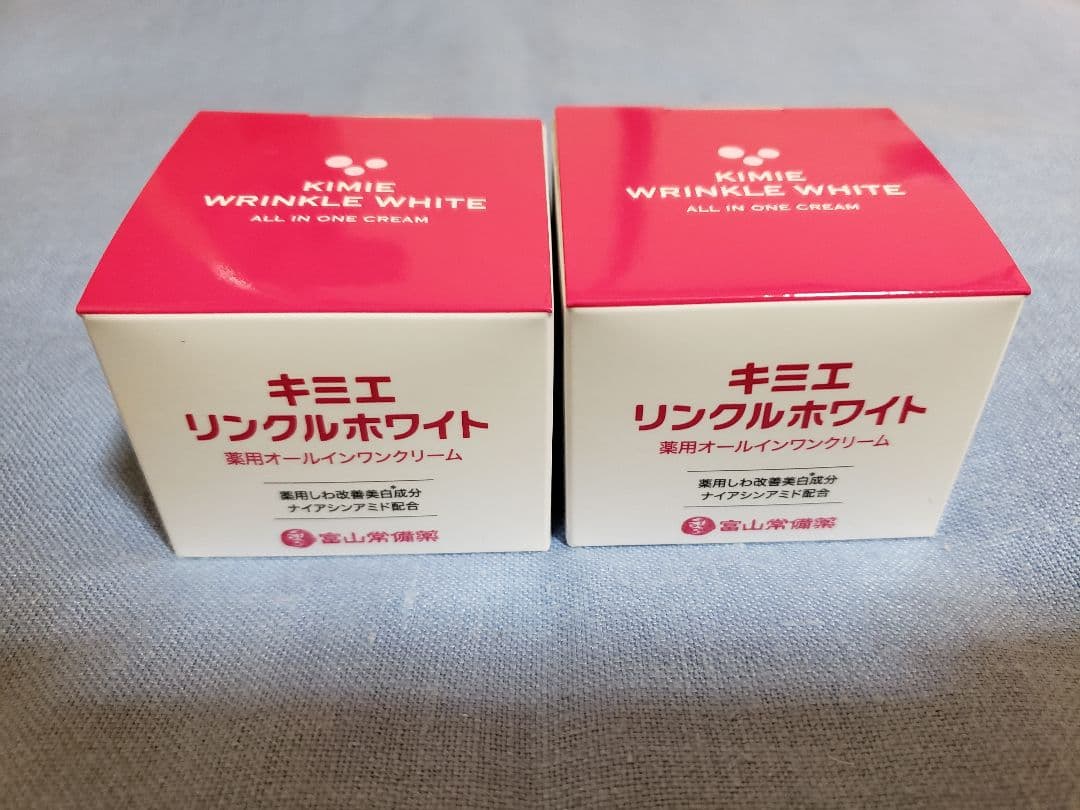 KIMIE
WRINKLE WHITE
ALL IN ONE CREAM
キミエ
リンクルホワイト
薬用オールインワンクリーム
薬用しわ改善美白*成分
ナイアシンアミド配合
富山常備薬
KIMIE
WRINKLE WHITE
ALL IN ONE CREAM
キミエ
リンクルホワイト
薬用オールインワンクリーム
薬用しわ改善美白*成分
ナイアシンアミド配合
富山常備薬